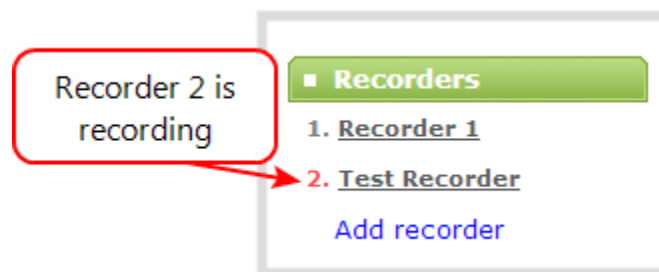 Recorder 2 is
recording
Recorders
1. Recorder 1
2. Test Recorder
Add recorder